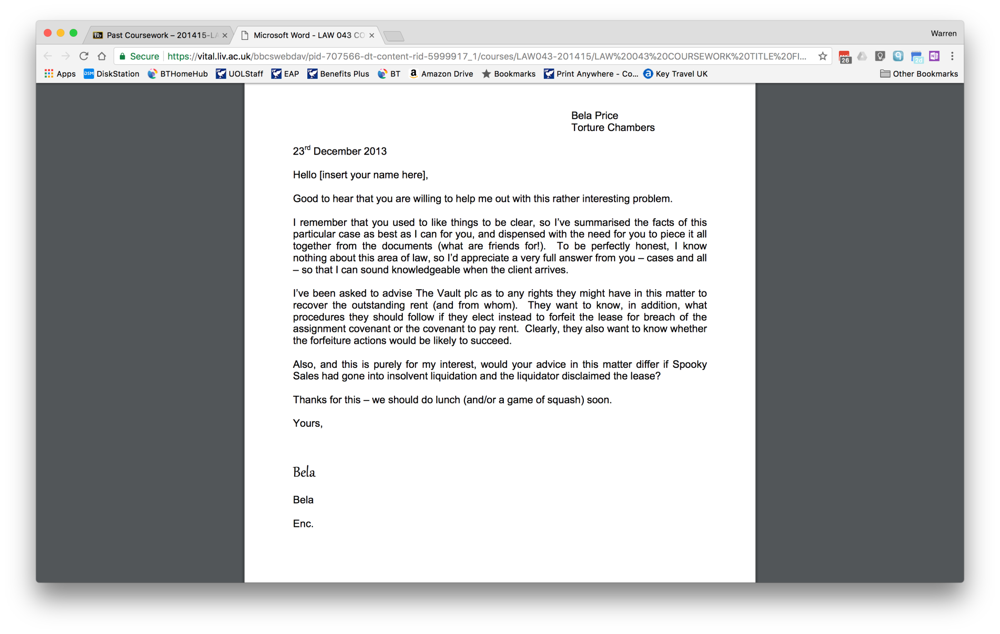 Past Coursework – 201415-LA
Microsoft Word - LAW 043 CO
Warren
Secure
https://vital.liv.ac.uk/bbcswebdav/pid-707566-dt-content-rid-5999917_1/courses/LAW043-201415/LAW%20043%20COURSEWORK%20TITLE%20FI...
26
2d
Apps
DSM DiskStation
BTHomeHub
UOLStaff
EAP
Benefits Plus
BT
Amazon Drive
Bookmarks
Print Anywhere - Co...
Key Travel UK
Other Bookmarks
Bela Price
Torture Chambers
23rd December 2013
Hello [insert your name here],
Good to hear that you are willing to help me out with this rather interesting problem.
I remember that you used to like things to be clear, so I’ve summarised the facts of this
particular case as best as I can for you, and dispensed with the need for you to piece it all
together from the documents (what are friends for!). To be perfectly honest, I know
nothing about this area of law, so I’d appreciate a very full answer from you – cases and all
– so that I can sound knowledgeable when the client arrives.
I’ve been asked to advise The Vault plc as to any rights they might have in this matter to
recover the outstanding rent (and from whom). They want to know, in addition, what
procedures they should follow if they elect instead to forfeit the lease for breach of the
assignment covenant or the covenant to pay rent. Clearly, they also want to know whether
the forfeiture actions would be likely to succeed.
Also, and this is purely for my interest, would your advice in this matter differ if Spooky
Sales had gone into insolvent liquidation and the liquidator disclaimed the lease?
Thanks for this – we should do lunch (and/or a game of squash) soon.
Yours,
Bela
Bela
Enc.